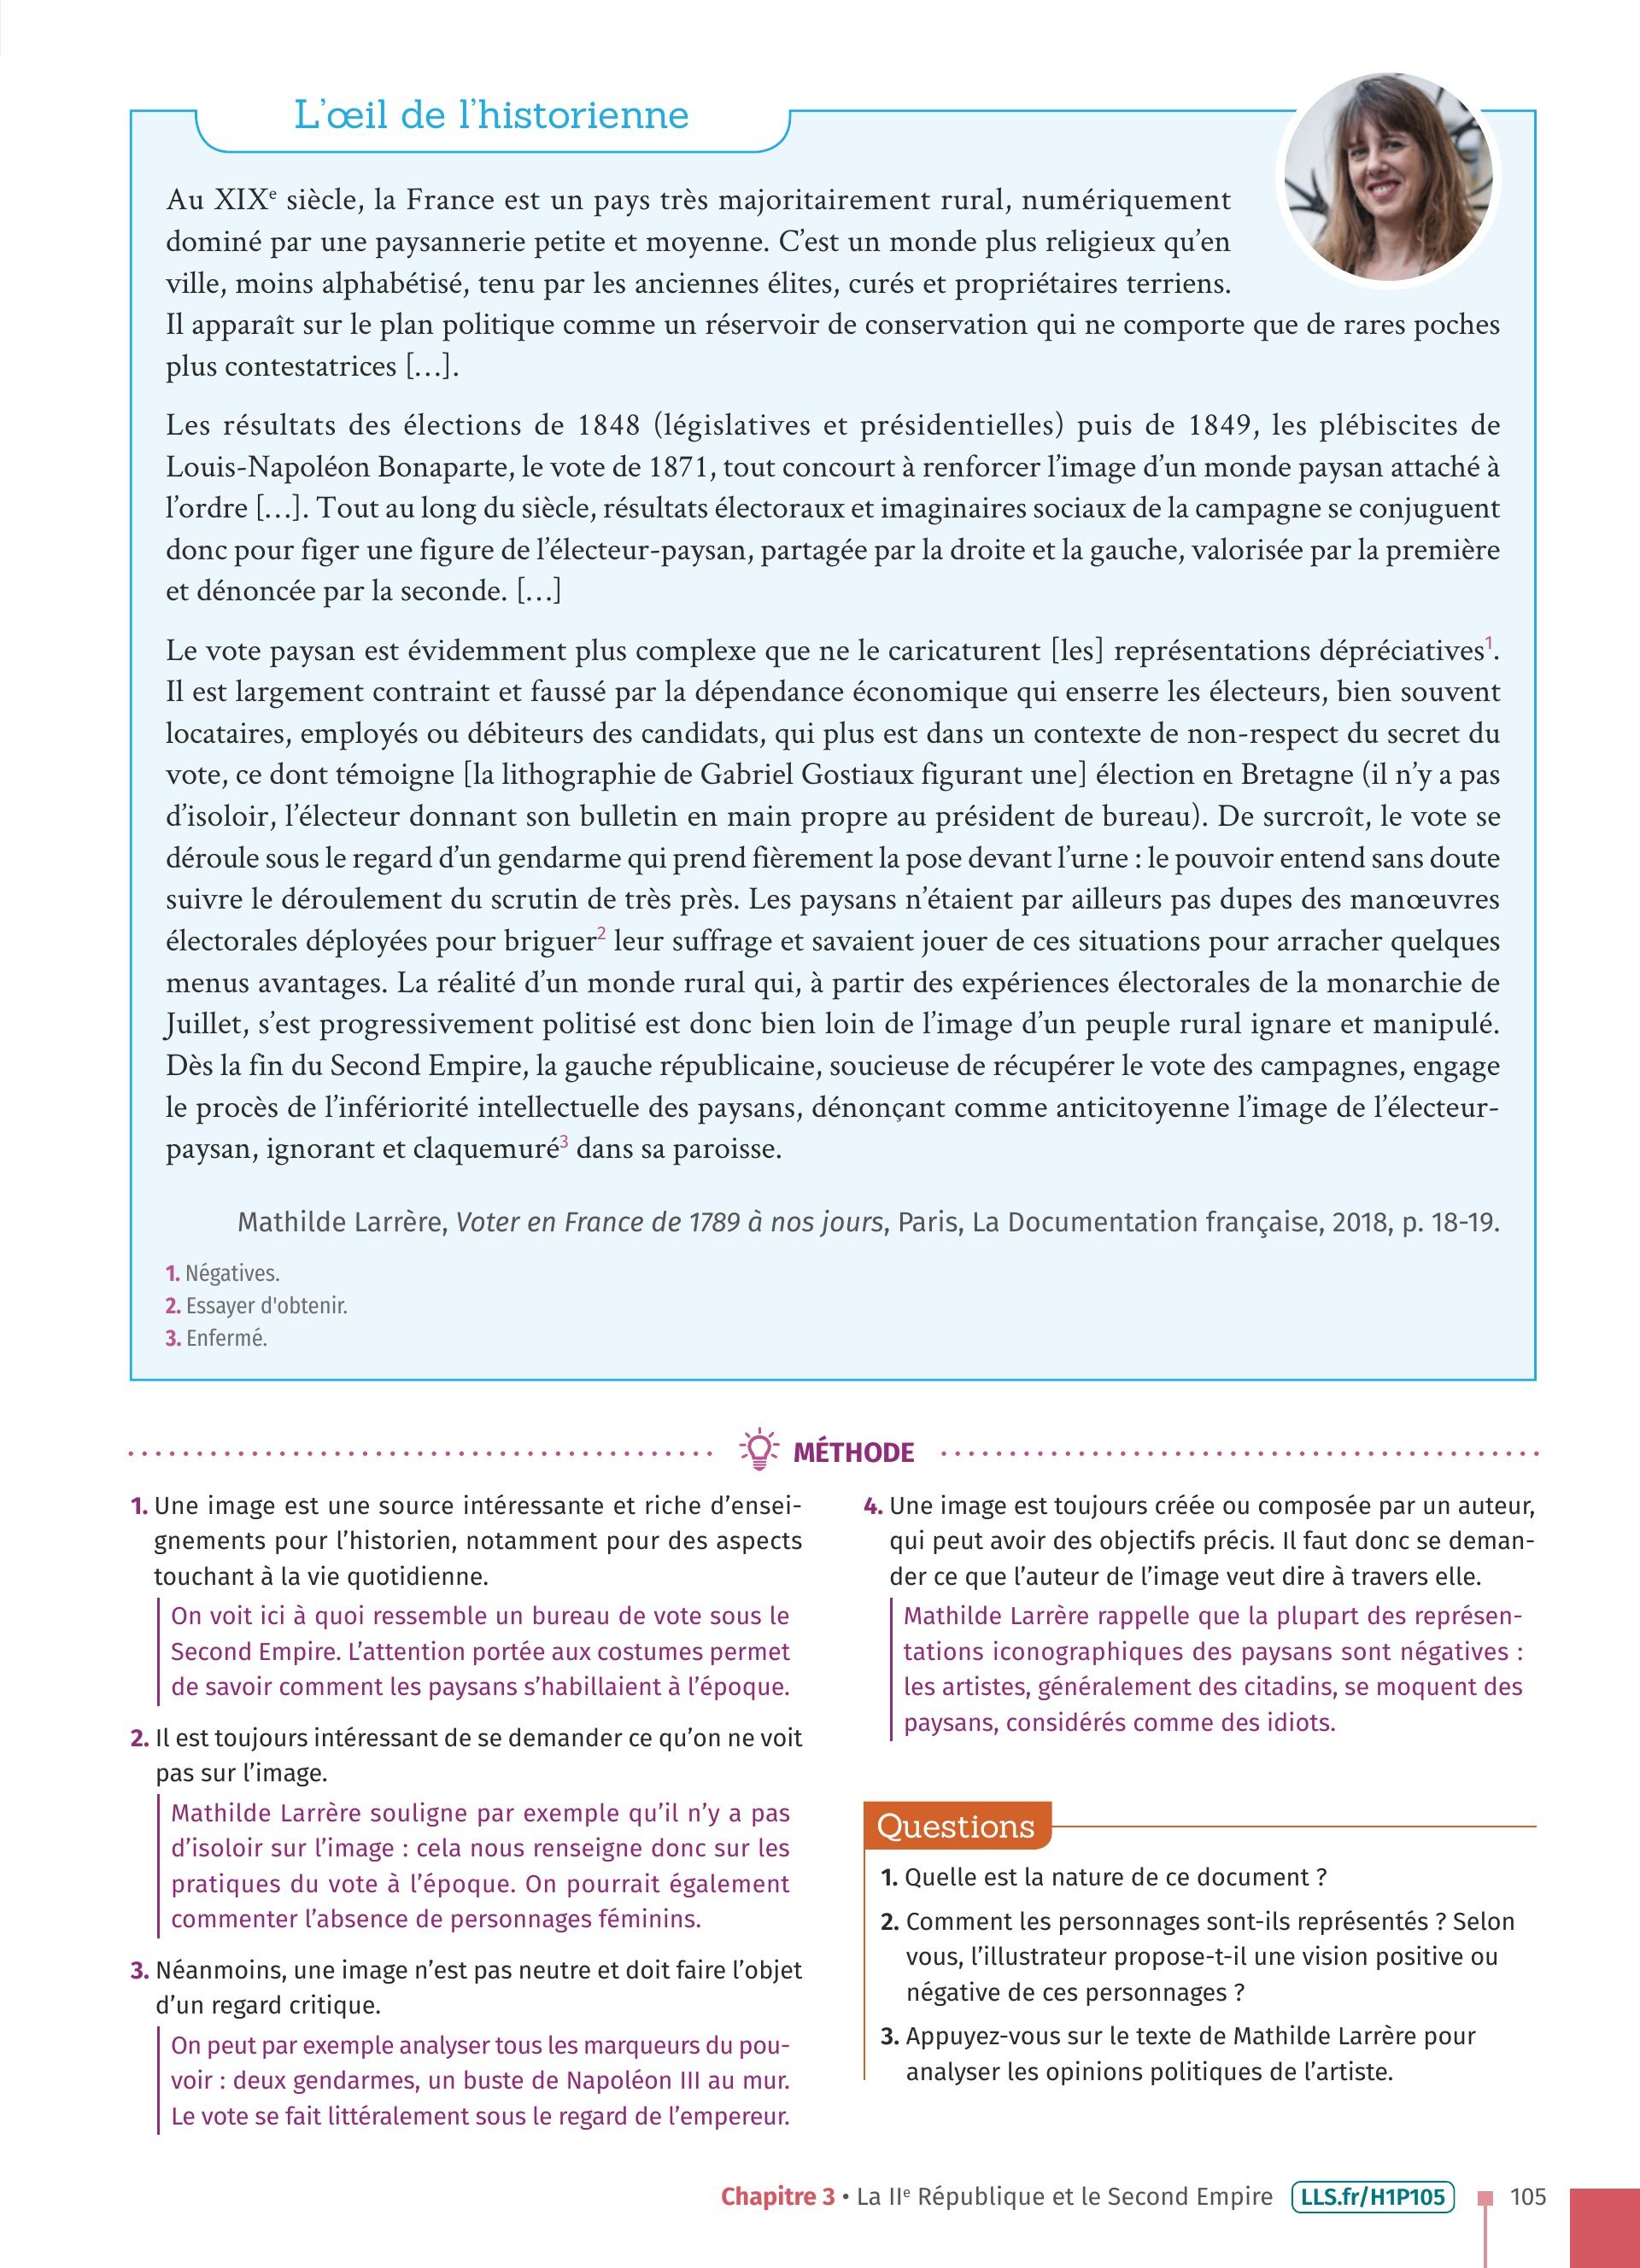 L'œil de l'historienne
Au XIXe siècle, la France est un pays très majoritairement rural, numériquement
dominé par une paysannerie petite et moyenne. C'est un monde plus religieux qu'en
ville, moins alphabétisé, tenu par les anciennes élites, curés et propriétaires terriens.
Il apparaît sur le plan politique comme un réservoir de conservation qui ne comporte que de rares poches
plus contestatrices […].
Les résultats des élections de 1848 (législatives et présidentielles) puis de 1849, les plébiscites de
Louis-Napoléon Bonaparte, le vote de 1871, tout concourt à renforcer l'image d'un monde paysan attaché à
l'ordre […]. Tout au long du siècle, résultats électoraux et imaginaires sociaux de la campagne se conjuguent
donc pour figer une figure de l'électeur-paysan, partagée par la droite et la gauche, valorisée par la première
et dénoncée par la seconde. […]
Le vote paysan est évidemment plus complexe que ne le caricaturent [les] représentations dépréciatives1.
Il est largement contraint et faussé par la dépendance économique qui enserre les électeurs, bien souvent
locataires, employés ou débiteurs des candidats, qui plus est dans un contexte de non-respect du secret du
vote, ce dont témoigne [la lithographie de Gabriel Gostiaux figurant une] élection en Bretagne (il n'y a pas
d'isoloir, l'électeur donnant son bulletin en main propre au président de bureau). De surcroît, le vote se
déroule sous le regard d'un gendarme qui prend fièrement la pose devant l'urne : le pouvoir entend sans doute
suivre le déroulement du scrutin de très près. Les paysans n'étaient par ailleurs pas dupes des manœuvres
électorales déployées pour briguer2 leur suffrage et savaient jouer de ces situations pour arracher quelques
menus avantages. La réalité d'un monde rural qui, à partir des expériences électorales de la monarchie de
Juillet, s'est progressivement politisé est donc bien loin de l'image d'un peuple rural ignare et manipulé.
Dès la fin du Second Empire, la gauche républicaine, soucieuse de récupérer le vote des campagnes, engage
le procès de l'infériorité intellectuelle des paysans, dénonçant comme anticitoyenne l'image de l'électeur-
paysan, ignorant et claquemuré3 dans sa paroisse.
Mathilde Larrère, Voter en France de 1789 à nos jours, Paris, La Documentation française, 2018, p. 18-19.
1. Négatives.
2. Essayer d'obtenir.
3. Enfermé.
MÉTHODE
1. Une image est une source intéressante et riche d'ensei-
gnements pour l'historien, notamment pour des aspects
touchant à la vie quotidienne.
On voit ici à quoi ressemble un bureau de vote sous le
Second Empire. L'attention portée aux costumes permet
de savoir comment les paysans s'habillaient à l'époque.
2. Il est toujours intéressant de se demander ce qu'on ne voit
pas sur l'image.
Mathilde Larrère souligne par exemple qu'il n'y a pas
d'isoloir sur l'image : cela nous renseigne donc sur les
pratiques du vote à l'époque. On pourrait également
commenter l'absence de personnages féminins.
3. Néanmoins, une image n'est pas neutre et doit faire l'objet
d'un regard critique.
On peut par exemple analyser tous les marqueurs du pou-
voir : deux gendarmes, un buste de Napoléon III au mur.
Le vote se fait littéralement sous le regard de l'empereur.
4. Une image est toujours créée ou composée par un auteur,
qui peut avoir des objectifs précis. Il faut donc se deman-
der ce que l'auteur de l'image veut dire à travers elle.
Mathilde Larrère rappelle que la plupart des représen-
tations iconographiques des paysans sont négatives :
les artistes, généralement des citadins, se moquent des
paysans, considérés comme des idiots.
Questions
1. Quelle est la nature de ce document ?
2. Comment les personnages sont-ils représentés ? Selon
vous, l'illustrateur propose-t-il une vision positive ou
négative de ces personnages ?
3. Appuyez-vous sur le texte de Mathilde Larrère pour
analyser les opinions politiques de l'artiste.
Chapitre 3 • La IIe République et le Second Empire LLS.fr/H1P105 105